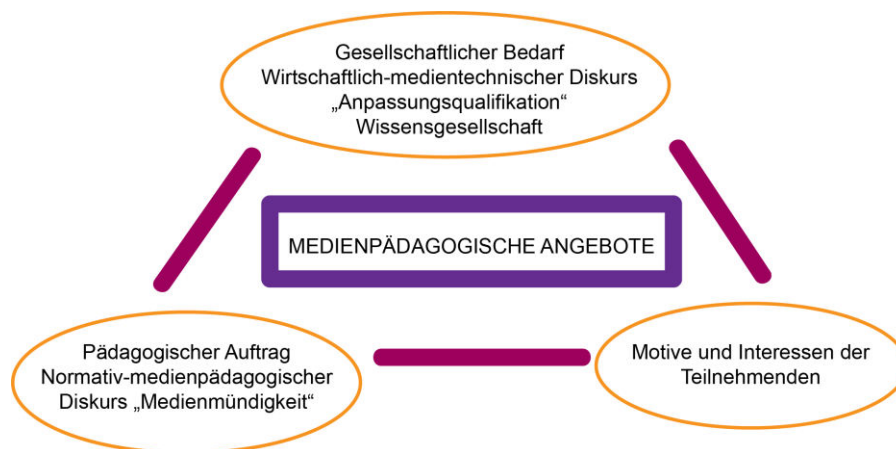 Gesellschaftlicher Bedarf
Wirtschaftlich-medientechnischer Diskurs
„Anpassungsqualifikation“
Wissensgesellschaft
MEDIENPÄDAGOGISCHE ANGEBOTE
Pädagogischer Auftrag
Normativ-medienpädagogischer
Diskurs „Medienmündigkeit“
Motive und Interessen der
Teilnehmenden